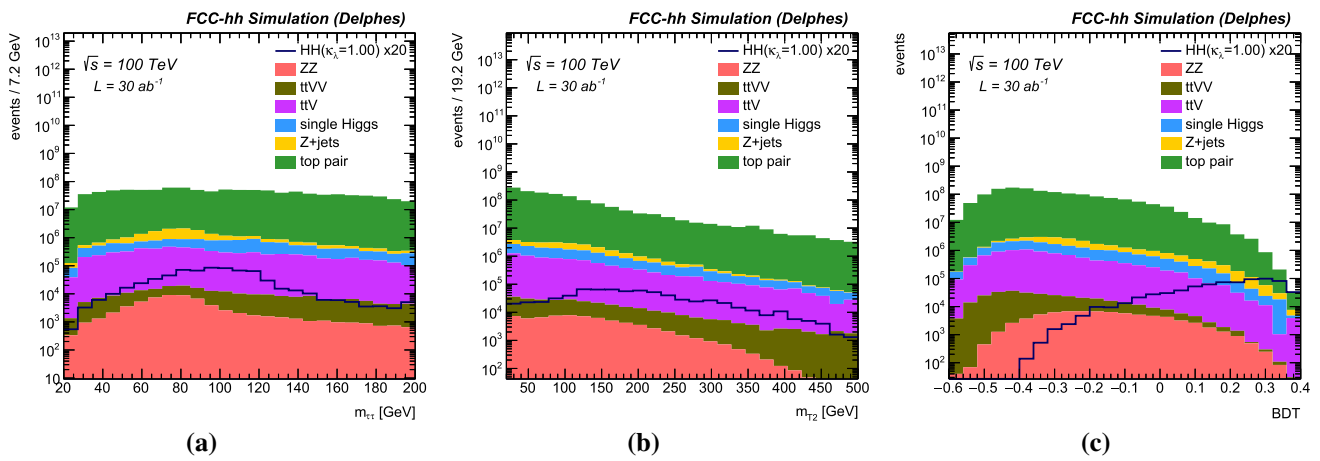 FCC-hh Simulation (Delphes)
events / 7.2 GeV
10¹³
10¹²
10¹¹
10¹⁰
10⁹
10⁸
10⁷
10⁶
10⁵
10⁴
10³
10²
10
√s = 100 TeV
L = 30 ab⁻¹
HH(κλ=1.00) x20
ZZ
ttVV
ttV
single Higgs
Z+jets
top pair
20 40 60 80 100 120 140 160 180 200
mττ [GeV]
(a)
FCC-hh Simulation (Delphes)
events / 19.2 GeV
10¹³
10¹²
10¹¹
10¹⁰
10⁹
10⁸
10⁷
10⁶
10⁵
10⁴
10³
10²
√s = 100 TeV
L = 30 ab⁻¹
HH(κλ=1.00) x20
ZZ
ttVV
ttV
single Higgs
Z+jets
top pair
50 100 150 200 250 300 350 400 450 500
mT2 [GeV]
(b)
FCC-hh Simulation (Delphes)
events
10¹³
10¹²
10¹¹
10¹⁰
10⁹
10⁸
10⁷
10⁶
10⁵
10⁴
10³
10²
√s = 100 TeV
L = 30 ab⁻¹
HH(κλ=1.00) x20
ZZ
ttVV
ttV
single Higgs
Z+jets
top pair
−0.6 −0.5 −0.4 −0.3 −0.2 −0.1 0 0.1 0.2 0.3 0.4
BDT
(c)